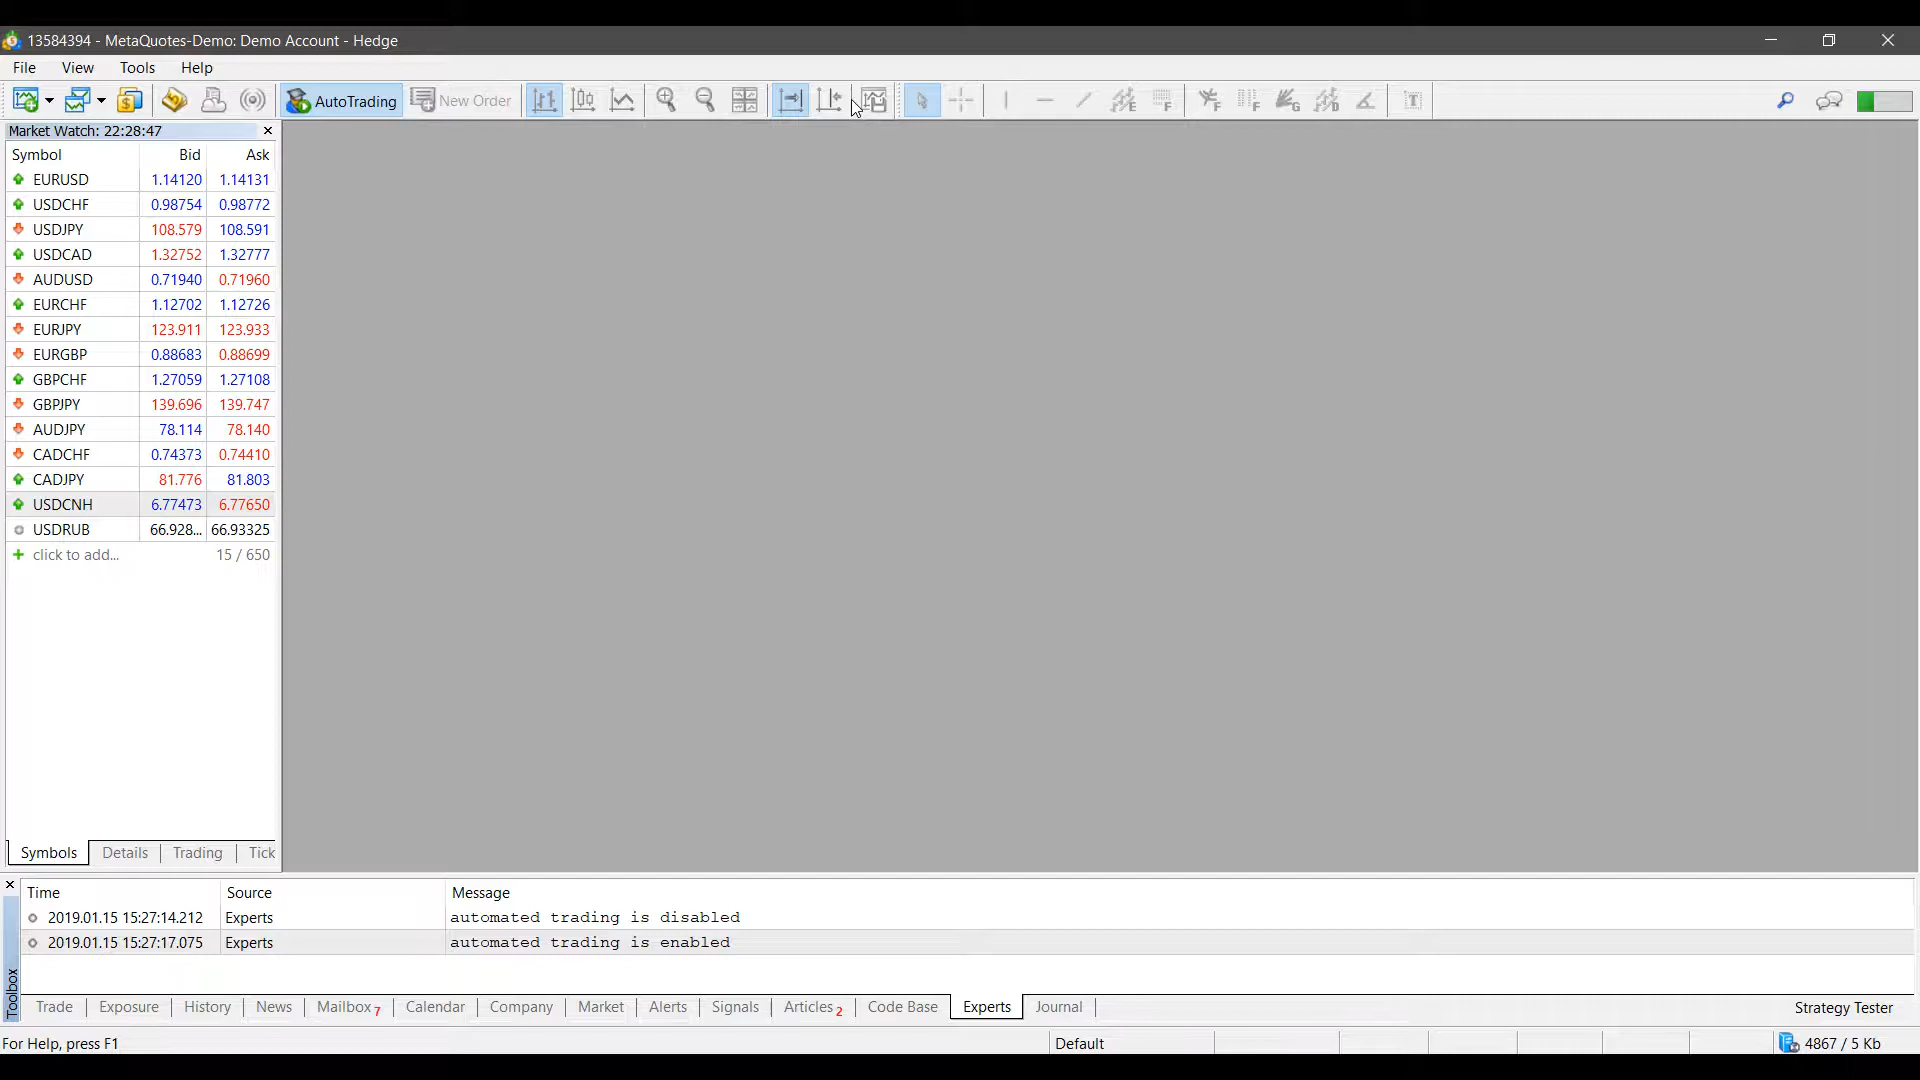 13584394 - MetaQuotes-Demo: Demo Account - Hedge
File View Tools Help
AutoTrading New Order E F F F G D T
Market Watch: 22:28:47
Symbol Bid Ask
EURUSD 1.14120 1.14131
USDCHF 0.98754 0.98772
USDJPY 108.579 108.591
USDCAD 1.32752 1.32777
AUDUSD 0.71940 0.71960
EURCHF 1.12702 1.12726
EURJPY 123.911 123.933
EURGBP 0.88683 0.88699
GBPCHF 1.27059 1.27108
GBPJPY 139.696 139.747
AUDJPY 78.114 78.140
CADCHF 0.74373 0.74410
CADJPY 81.776 81.803
USDCNH 6.77473 6.77650
USDRUB 66.928... 66.93325
click to add... 15 / 650
Symbols Details Trading Tick
Time Source Message
2019.01.15 15:27:14.212 Experts automated trading is disabled
2019.01.15 15:27:17.075 Experts automated trading is enabled
Toolbox
Trade Exposure History News Mailbox 7 Calendar Company Market Alerts Signals Articles 2 Code Base Experts Journal Strategy Tester
For Help, press F1 Default 4867 / 5 Kb